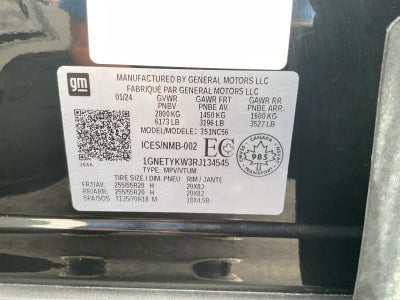 gm
MANUFACTURED BY GENERAL MOTORS LLC
FABRIQUÉ PAR GENERAL MOTORS LLC
01/24 GVWR GAWR FRT GAWR RR
PNBV PNBE AV. PNBE ARR.
2800 KG 1450 KG 1600 KG
6173 LB 3196 LB 3527 LB
MODEL/MODÈLE: 391NC56
ICES/NMB-002 EC
CANADA
985
1GNETYKW3RJ134545
TYPE: MPV/VTUM
TIRE SIZE / DIM. PNEU RIM / JANTE
FRT/AV. 255/55R20 H 20X8J
RR/ARR. 255/55R20 H 20X8J
SPA/SOS T135/70R18 M 18X4.5B